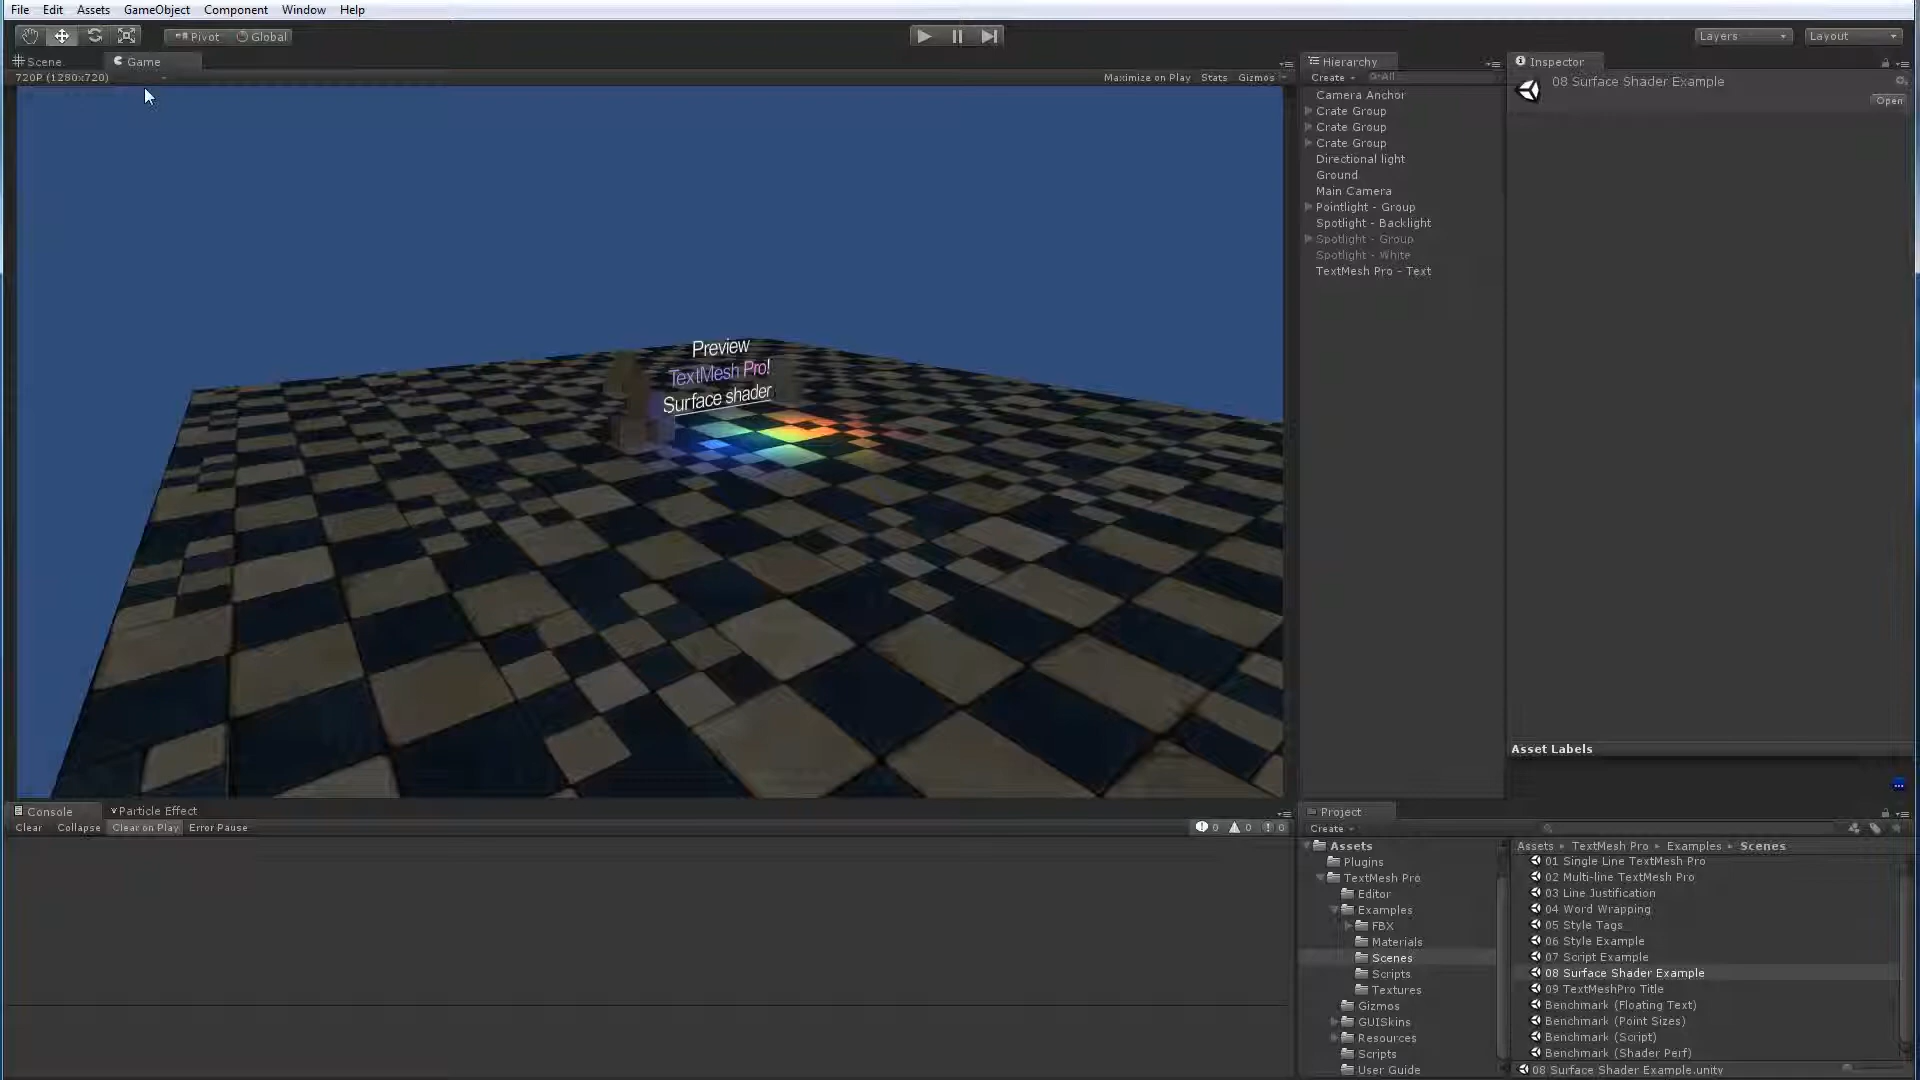 File Edit Assets GameObject Component Window Help
Pivot Global Layers Layout
Scene Game
720P (1280x720) Maximize on Play Stats Gizmos
Preview
TextMesh Pro!
Surface shader
Hierarchy
Create All
Camera Anchor
Crate Group
Crate Group
Crate Group
Directional light
Ground
Main Camera
Pointlight - Group
Spotlight - Backlight
Spotlight - Group
Spotlight - White
TextMesh Pro - Text
Inspector
08 Surface Shader Example
Open
Asset Labels
Console Particle Effect
Clear Collapse Clear on Play Error Pause 0 0 0
Project
Create
Assets
Plugins
TextMesh Pro
Editor
Examples
FBX
Materials
Scenes
Scripts
Textures
Gizmos
GUISkins
Resources
Scripts
User Guide
Assets TextMesh Pro Examples Scenes
01 Single Line TextMesh Pro
02 Multi-line TextMesh Pro
03 Line Justification
04 Word Wrapping
05 Style Tags
06 Style Example
07 Script Example
08 Surface Shader Example
09 TextMeshPro Title
Benchmark (Floating Text)
Benchmark (Point Sizes)
Benchmark (Script)
Benchmark (Shader Perf)
08 Surface Shader Example.unity